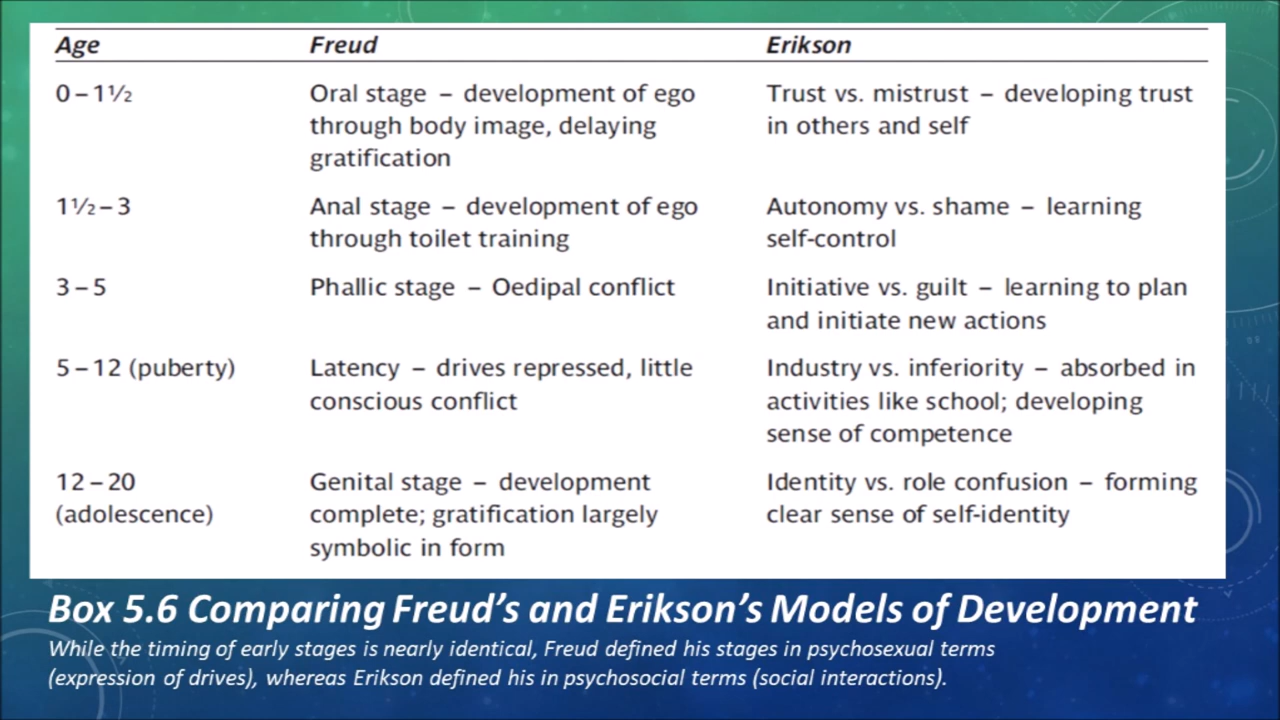 Age Freud Erikson
0 – 1½ Oral stage – development of ego Trust vs. mistrust – developing trust
through body image, delaying in others and self
gratification
1½ – 3 Anal stage – development of ego Autonomy vs. shame – learning
through toilet training self-control
3 – 5 Phallic stage – Oedipal conflict Initiative vs. guilt – learning to plan
and initiate new actions
5 – 12 (puberty) Latency – drives repressed, little Industry vs. inferiority – absorbed in
conscious conflict activities like school; developing
sense of competence
12 – 20 Genital stage – development Identity vs. role confusion – forming
(adolescence) complete; gratification largely clear sense of self-identity
symbolic in form
Box 5.6 Comparing Freud’s and Erikson’s Models of Development
While the timing of early stages is nearly identical, Freud defined his stages in psychosexual terms
(expression of drives), whereas Erikson defined his in psychosocial terms (social interactions).